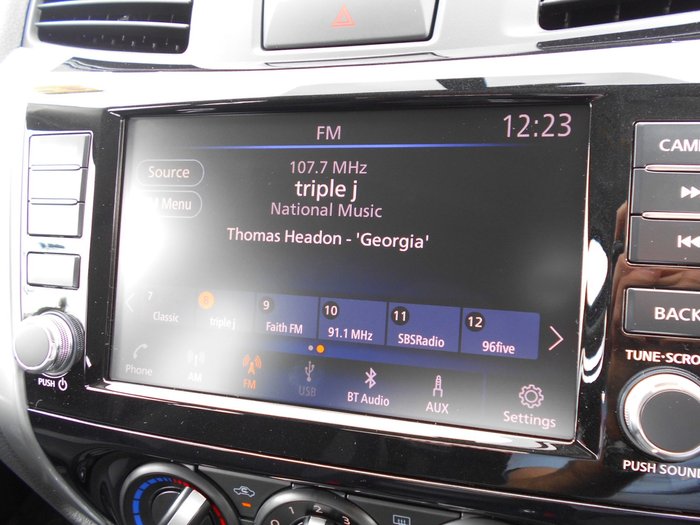 FM
12:23
Source
107.7 MHz
triple j
Menu
National Music
Thomas Headon - 'Georgia'
7
Classic
8
triple j
9
Faith FM
10
91.1 MHz
11
SBSRadio
12
96five
Phone
AM
FM
USB
BT Audio
AUX
Settings
PUSH
CAM
BACK
TUNE-SCRO
PUSH SOUN